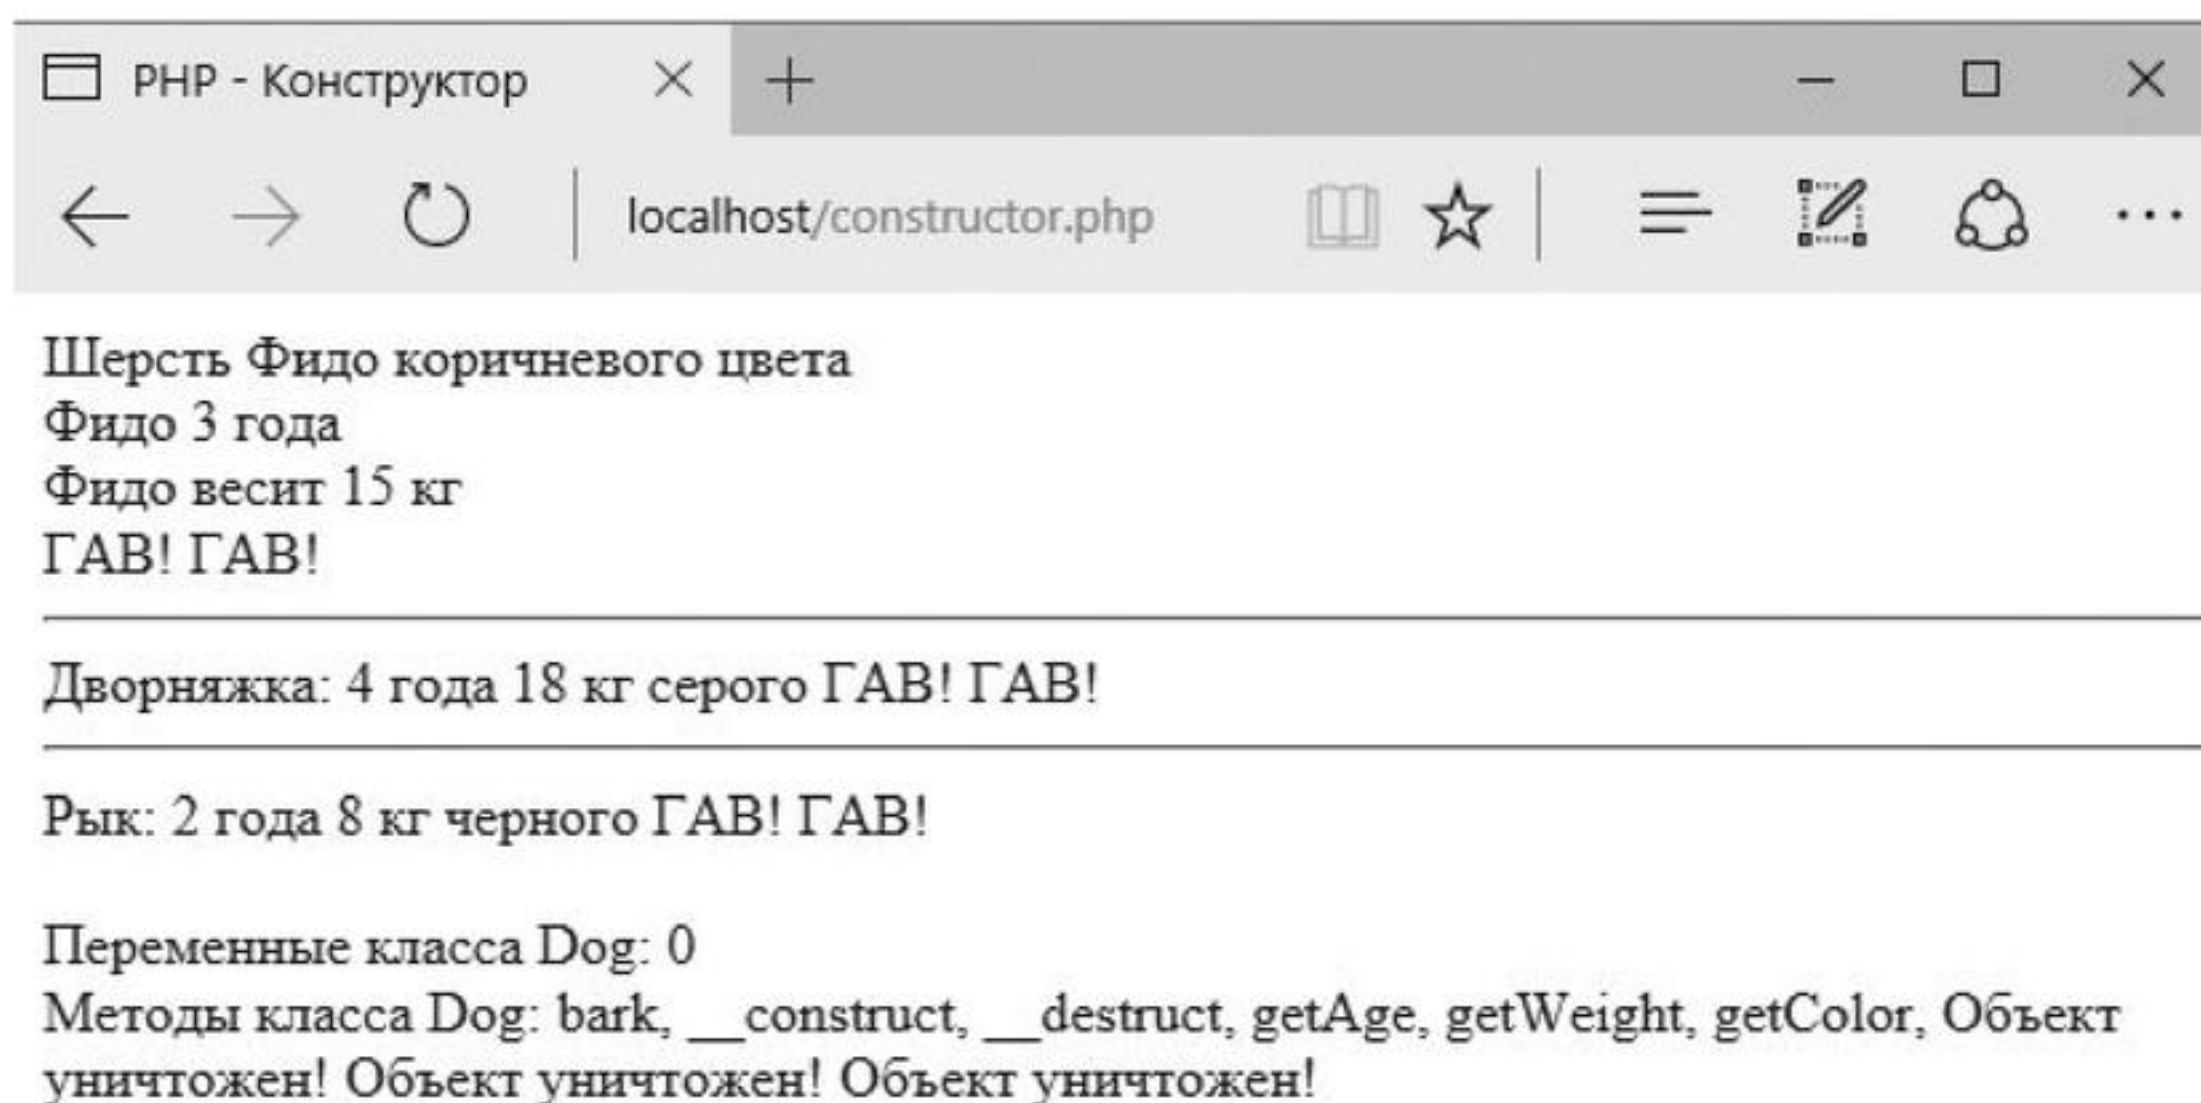 PHP - Конструктор
localhost/constructor.php
Шерсть Фидо коричневого цвета
Фидо 3 года
Фидо весит 15 кг
ГАВ! ГАВ!
Дворняжка: 4 года 18 кг серого ГАВ! ГАВ!
Рык: 2 года 8 кг черного ГАВ! ГАВ!
Переменные класса Dog: 0
Методы класса Dog: bark, __construct, __destruct, getAge, getWeight, getColor, Объект
уничтожен! Объект уничтожен! Объект уничтожен!